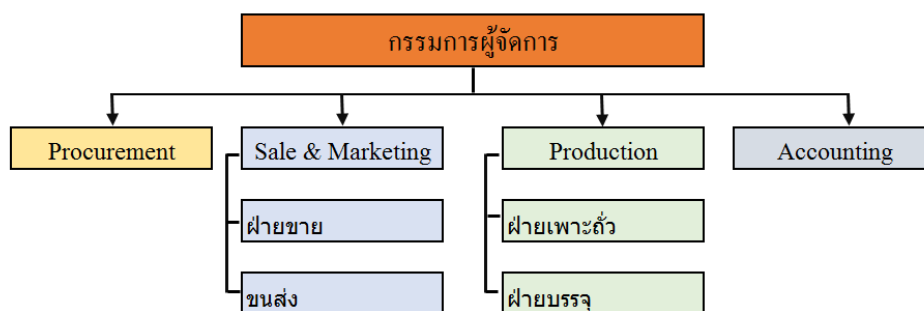 กรรมการผู้จัดการ
Procurement
Sale & Marketing
Production
Accounting
ฝ่ายขาย
ฝ่ายเพาะถั่ว
ขนส่ง
ฝ่ายบรรจุ